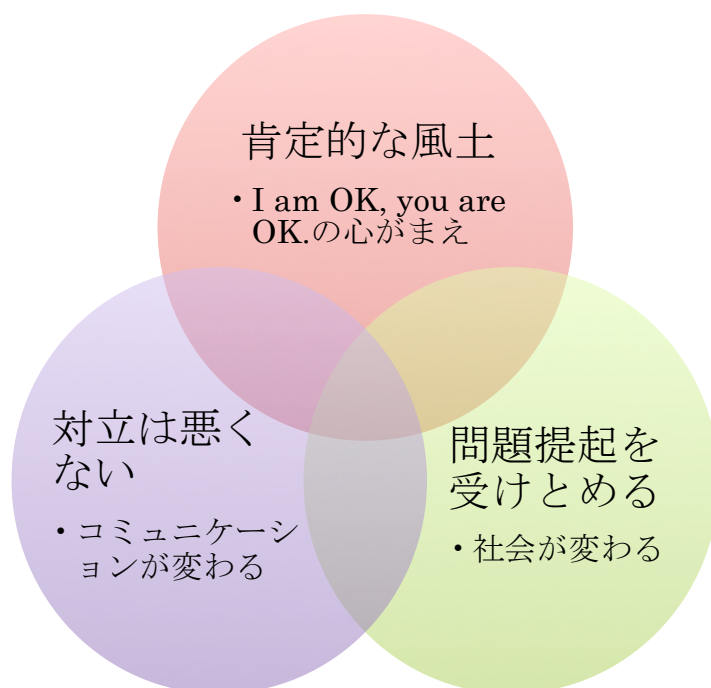 肯定的な風土
・I am OK, you are
OK.の心がまえ
対立は悪く
ない
・コミュニケーシ
ョンが変わる
問題提起を
受けとめる
・社会が変わる